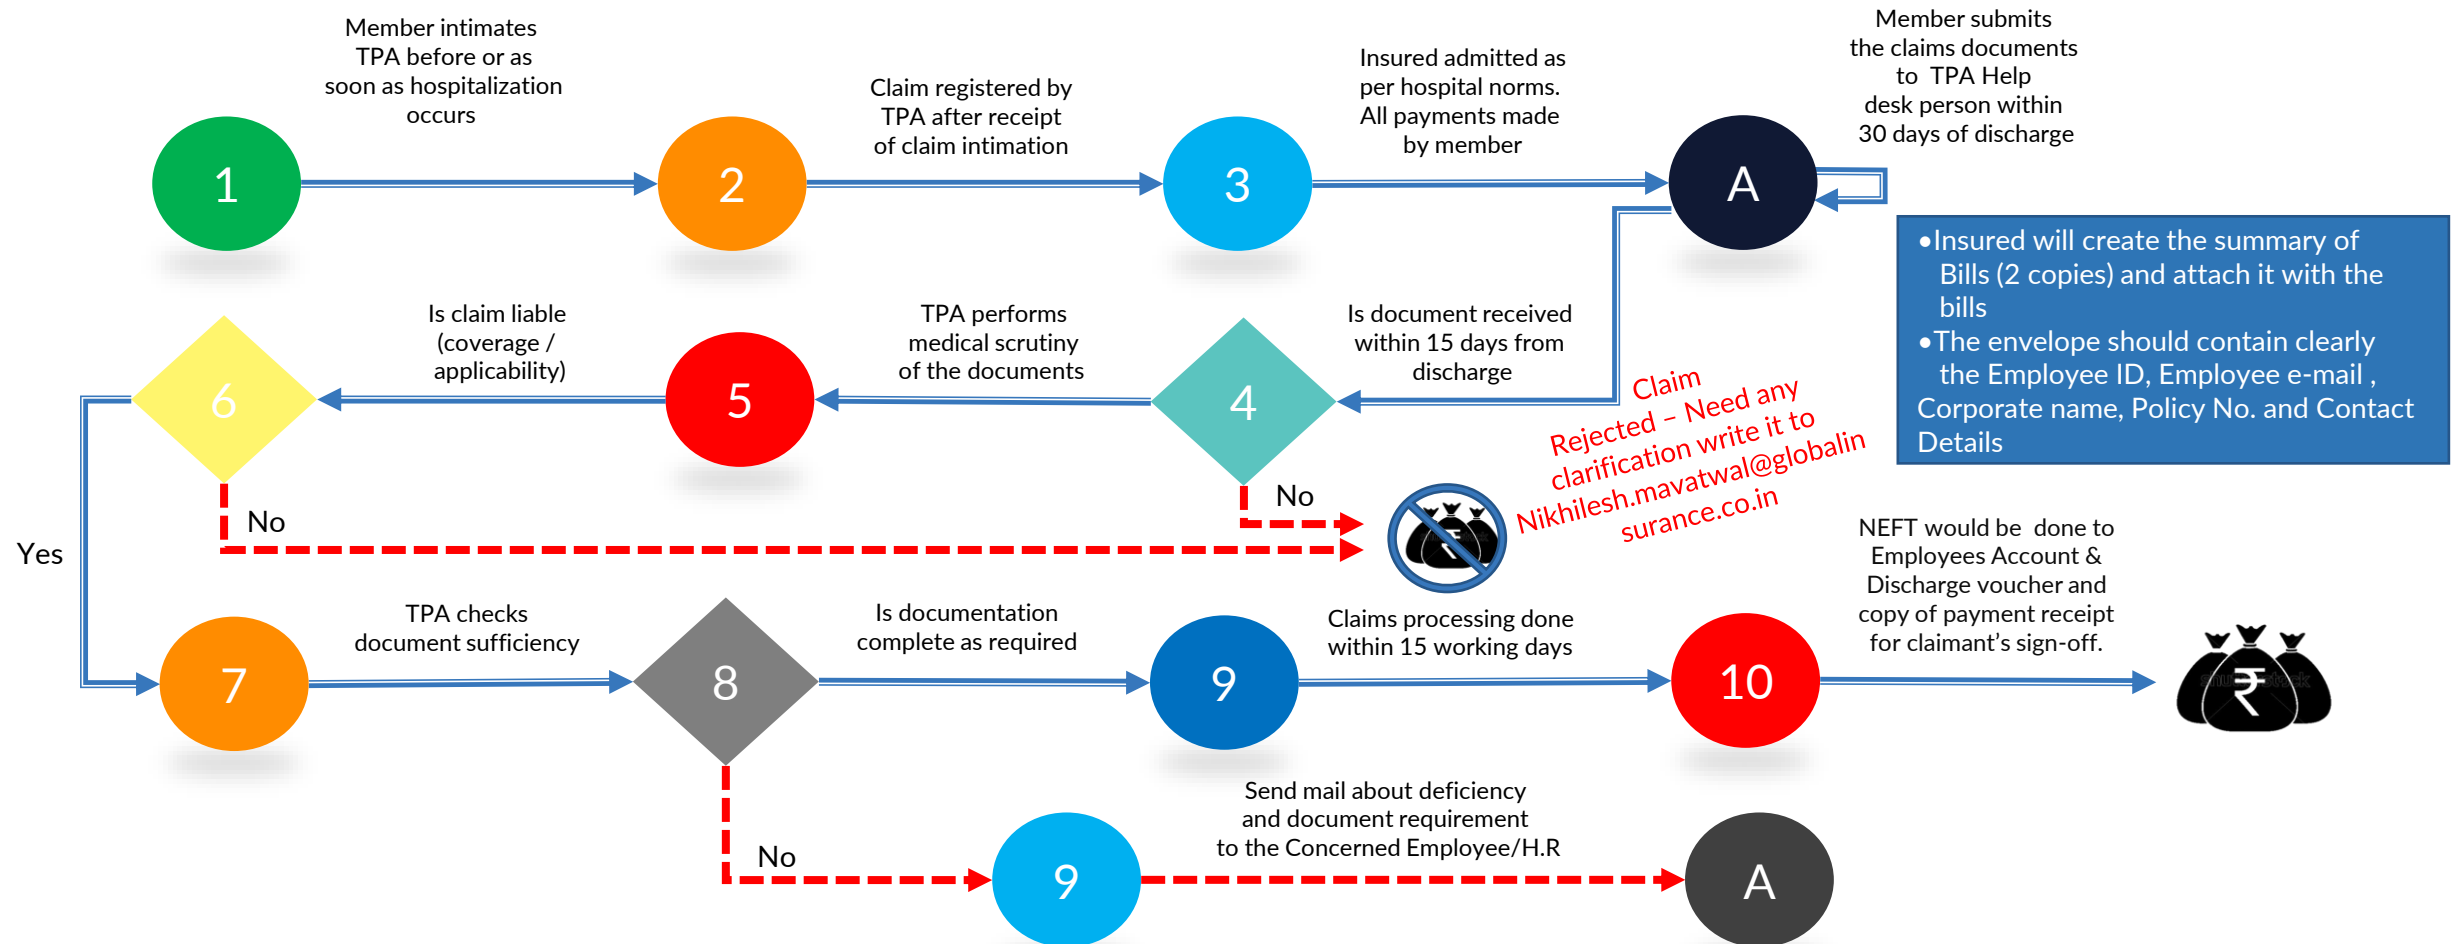 Member intimates
TPA before or as
soon as hospitalization
occurs
Claim registered by
TPA after receipt
of claim intimation
Insured admitted as
per hospital norms.
All payments made
by member
Member submits
the claims documents
to TPA Help
desk person within
30 days of discharge
1
2
3
A
•Insured will create the summary of
Bills (2 copies) and attach it with the
bills
•The envelope should contain clearly
the Employee ID, Employee e-mail ,
Corporate name, Policy No. and Contact
Details
Is claim liable
(coverage /
applicability)
TPA performs
medical scrutiny
of the documents
Is document received
within 15 days from
discharge
6
5
4
Claim
Rejected – Need any
clarification write it to
Nikhilesh.mavatwal@globalin
surance.co.in
No
No
Yes
₹
TPA checks
document sufficiency
Is documentation
complete as required
Claims processing done
within 15 working days
NEFT would be done to
Employees Account &
Discharge voucher and
copy of payment receipt
for claimant's sign-off.
7
8
9
10
₹
No
Send mail about deficiency
and document requirement
to the Concerned Employee/H.R
9
A